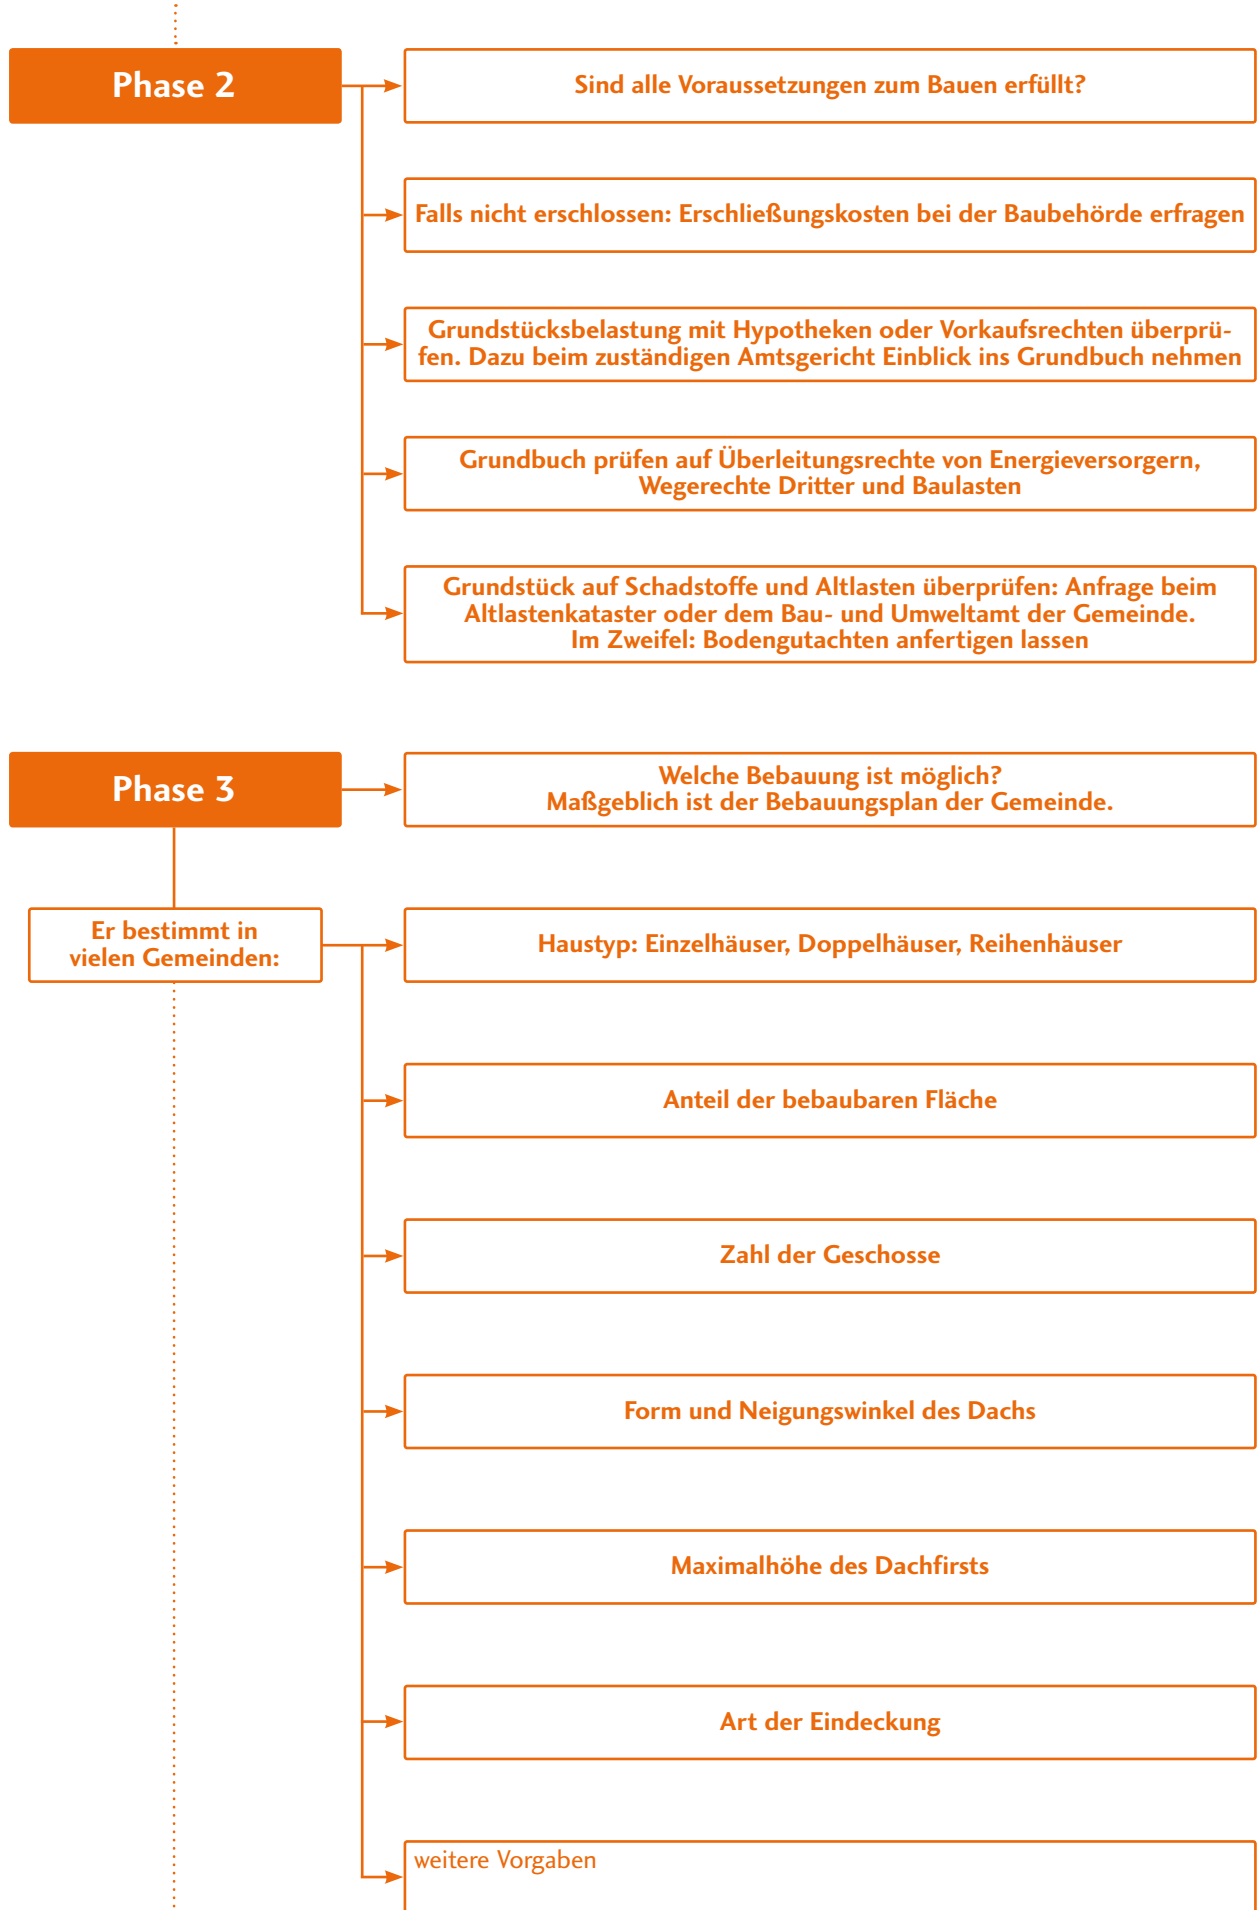 Phase 2
Sind alle Voraussetzungen zum Bauen erfüllt?
Falls nicht erschlossen: Erschließungskosten bei der Baubehörde erfragen
Grundstücksbelastung mit Hypotheken oder Vorkaufsrechten überprü-
fen. Dazu beim zuständigen Amtsgericht Einblick ins Grundbuch nehmen
Grundbuch prüfen auf Überleitungsrechte von Energieversorgern,
Wegerechte Dritter und Baulasten
Grundstück auf Schadstoffe und Altlasten überprüfen: Anfrage beim
Altlastenkataster oder dem Bau- und Umweltamt der Gemeinde.
Im Zweifel: Bodengutachten anfertigen lassen
Phase 3
Welche Bebauung ist möglich?
Maßgeblich ist der Bebauungsplan der Gemeinde.
Er bestimmt in
vielen Gemeinden:
Haustyp: Einzelhäuser, Doppelhäuser, Reihenhäuser
Anteil der bebaubaren Fläche
Zahl der Geschosse
Form und Neigungswinkel des Dachs
Maximalhöhe des Dachfirsts
Art der Eindeckung
weitere Vorgaben